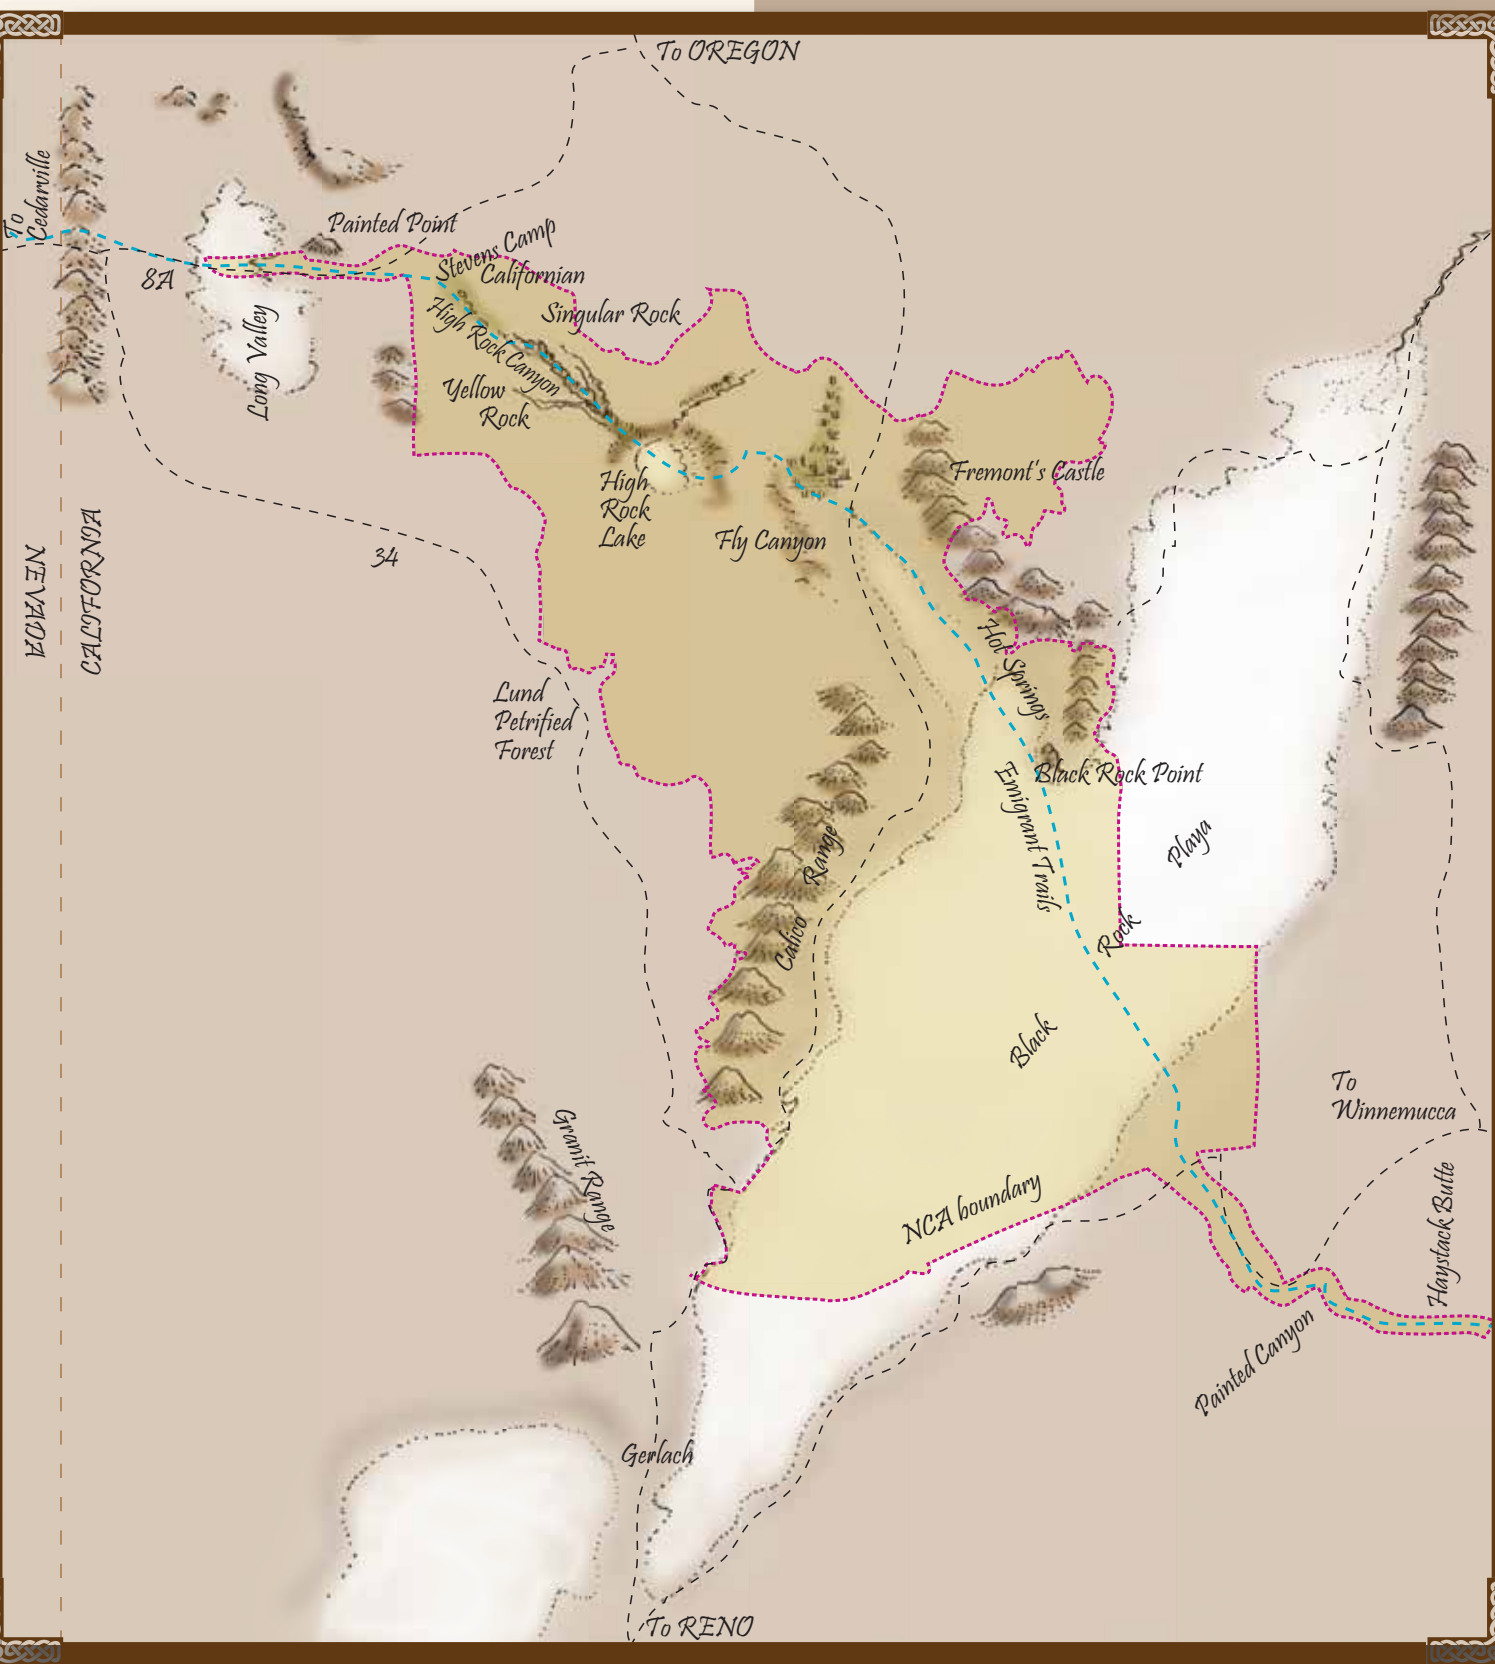 To OREGON
To
Cedarville
Painted Point
Stevens Camp
Californian
8A
High Rock Canyon
Singular Rock
Long Valley
Yellow
Rock
Fremont's Castle
High
Rock
Lake
Fly Canyon
34
NEVADA
CALIFORNIA
Hot Springs
Lund
Petrified
Forest
Black Rock Point
Emigrant Trails
Calico Range
Black Rock Playa
To
Winnemucca
Granit Range
NCA boundary
Haystack Butte
Painted Canyon
Gerlach
To RENO